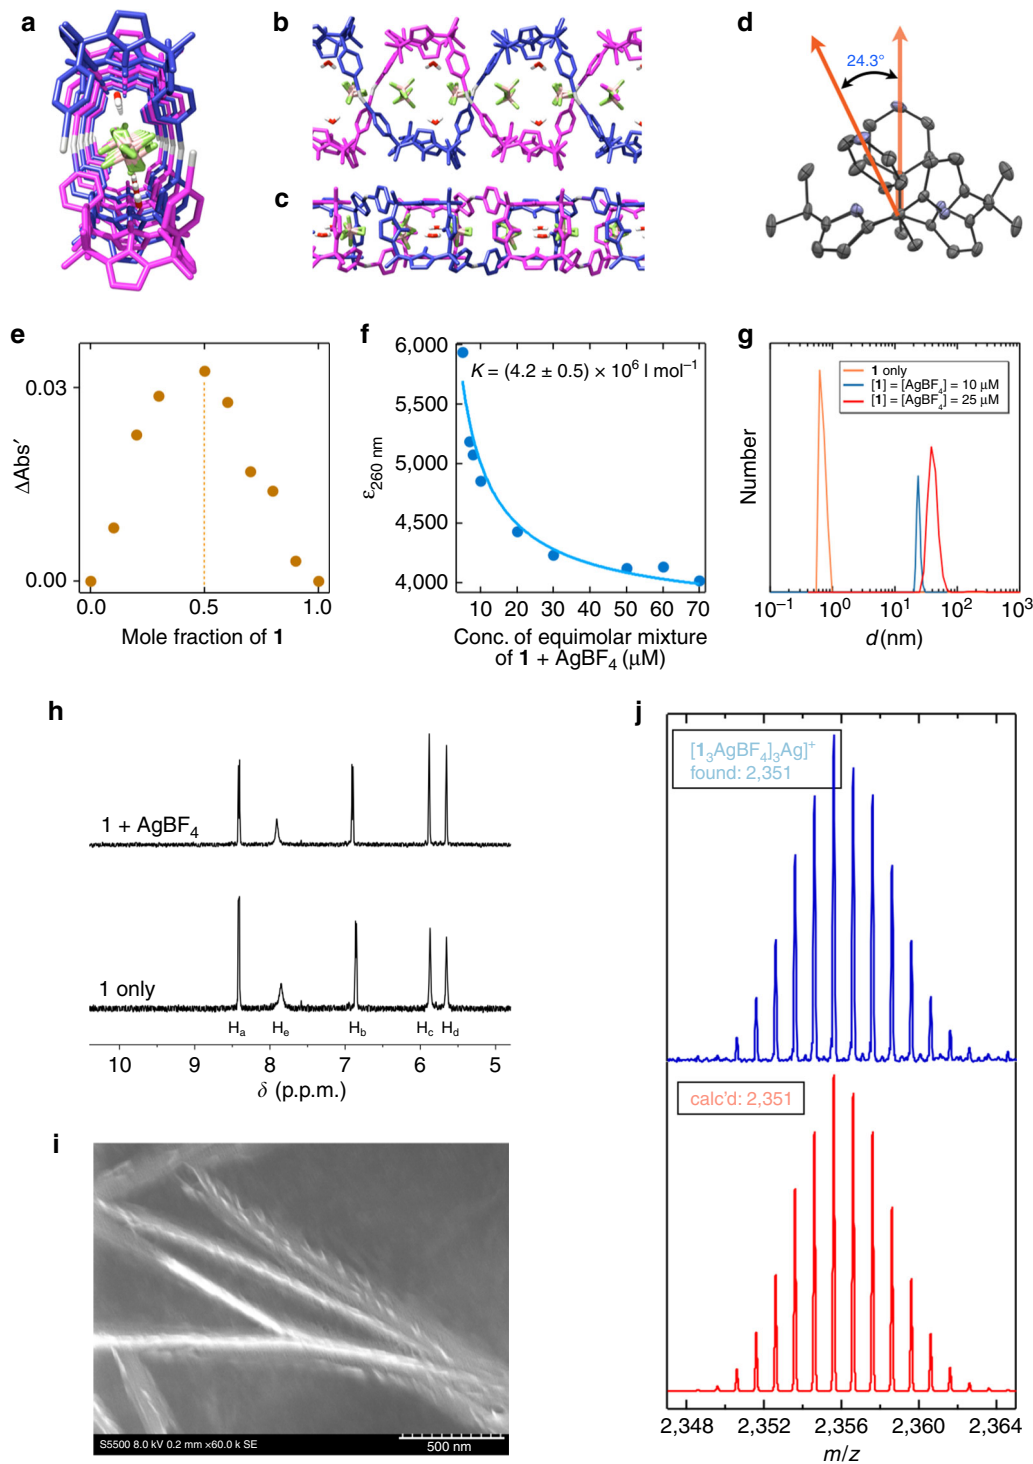 a
b
c
d
24.3°
e
0.03
0.00
ΔAbs′
0.0
0.5
1.0
Mole fraction of 1
f
6,000
5,500
5,000
4,500
4,000
ε260 nm
K = (4.2 ± 0.5) × 10⁶ l mol⁻¹
10
20
30
40
50
60
70
Conc. of equimolar mixture
of 1 + AgBF₄ (μM)
g
Number
1 only
[1] = [AgBF₄] = 10 μM
[1] = [AgBF₄] = 25 μM
10⁻¹
10⁰
10¹
10²
10³
d(nm)
h
1 + AgBF₄
1 only
Hₐ
Hₑ
H_b
H_c
H_d
10
9
8
7
6
5
δ (p.p.m.)
i
S5500 8.0 kV 0.2 mm ×60.0 k SE
500 nm
j
[1₃AgBF₄]₃Ag]⁺
found: 2,351
calc'd: 2,351
2,348
2,352
2,356
2,360
2,364
m/z